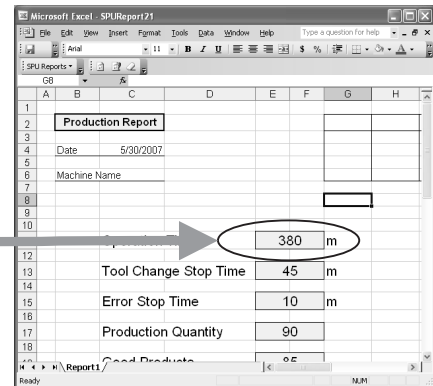 Microsoft Excel - SPUReport21
File Edit View Insert Format Tools Data Window Help Type a question for help
Arial 11 B I U $ %
SPU Reports
G8 fx
A B C D E F G H
1
2 Production Report
3
4 Date 5/30/2007
5
6 Machine Name
7
8
9
10
380 m
12
13 Tool Change Stop Time 45 m
14
15 Error Stop Time 10 m
16
17 Production Quantity 90
18
Good Products 85
Report1
Ready NUM